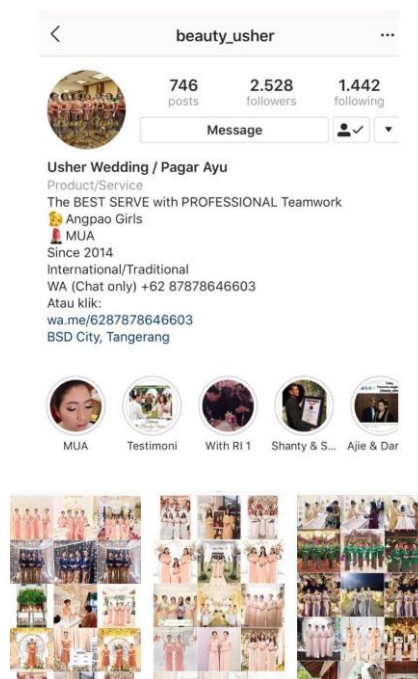 beauty_usher
746
2.528
1.442
posts
followers
following
Message
Usher Wedding / Pagar Ayu
Product/Service
The BEST SERVE with PROFESSIONAL Teamwork
Angpao Girls
MUA
Since 2014
International/Traditional
WA (Chat only) +62 87878646603
Atau klik:
wa.me/6287878646603
BSD City, Tangerang
MUA
Testimoni
With RI 1
Shanty & S...
Ajie & Dar